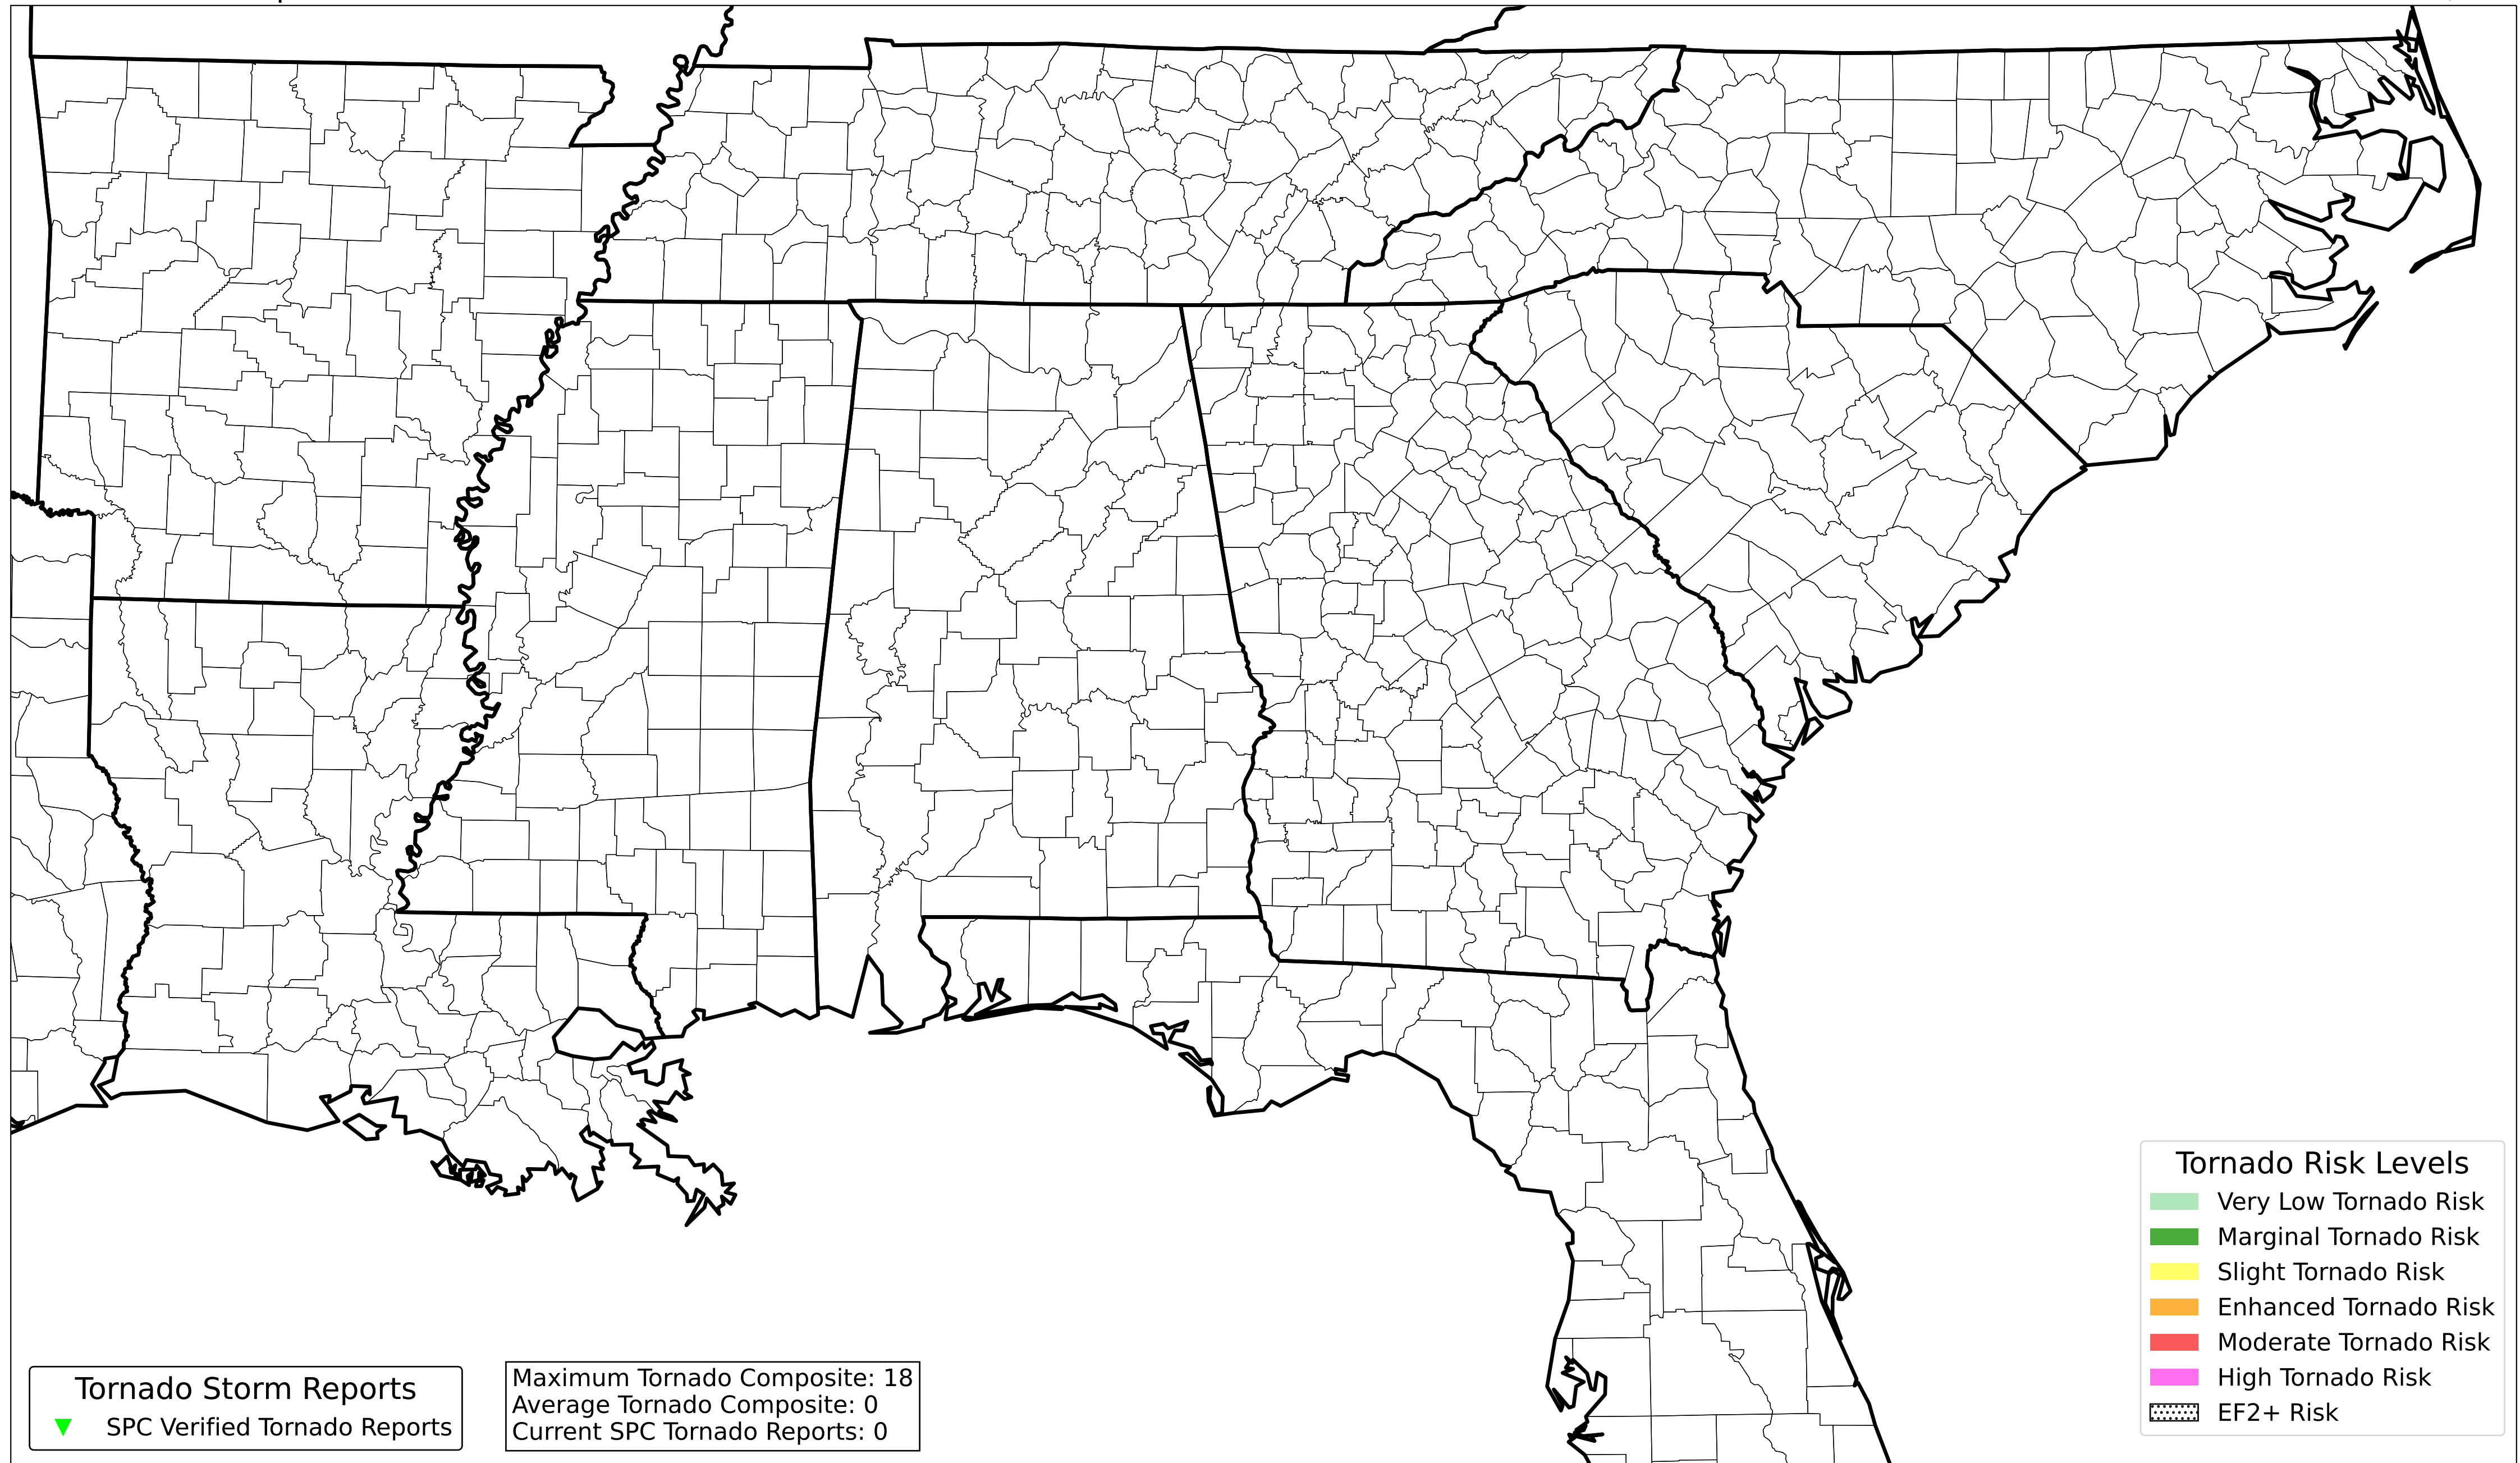 Tornado Risk Levels
Very Low Tornado Risk
Marginal Tornado Risk
Slight Tornado Risk
Enhanced Tornado Risk
Moderate Tornado Risk
High Tornado Risk
EF2+ Risk
Tornado Storm Reports
SPC Verified Tornado Reports
Maximum Tornado Composite: 18
Average Tornado Composite: 0
Current SPC Tornado Reports: 0